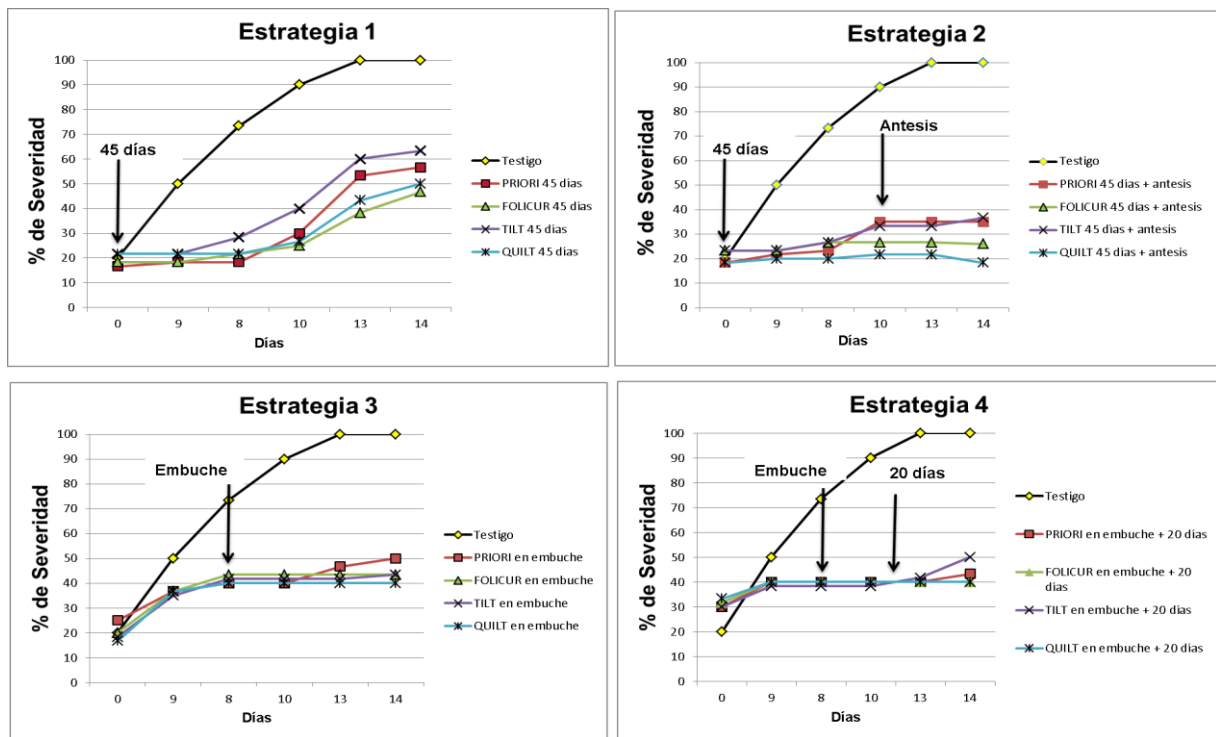 Estrategia 1
% de Severidad
100
90
80
70
60
50
40
30
20
10
0
45 días
0 9 8 10 13 14
Días
Testigo
PRIORI 45 dias
FOLICUR 45 días
TILT 45 días
QUILT 45 días
Estrategia 2
% de Severidad
100
90
80
70
60
50
40
30
20
10
0
45 días
Antesis
0 9 8 10 13 14
Días
Testigo
PRIORI 45 dias + antesis
FOLICUR 45 días + antesis
TILT 45 días + antesis
QUILT 45 días + antesis
Estrategia 3
% de Severidad
100
90
80
70
60
50
40
30
20
10
0
Embuche
0 9 8 10 13 14
Días
Testigo
PRIORI en embuche
FOLICUR en embuche
TILT en embuche
QUILT en embuche
Estrategia 4
% de Severidad
100
90
80
70
60
50
40
30
20
10
0
Embuche
20 días
0 9 8 10 13 14
Días
Testigo
PRIORI en embuche + 20 dias
FOLICUR en embuche + 20
días
TILT en embuche + 20 dias
QUILT en embuche + 20 dias